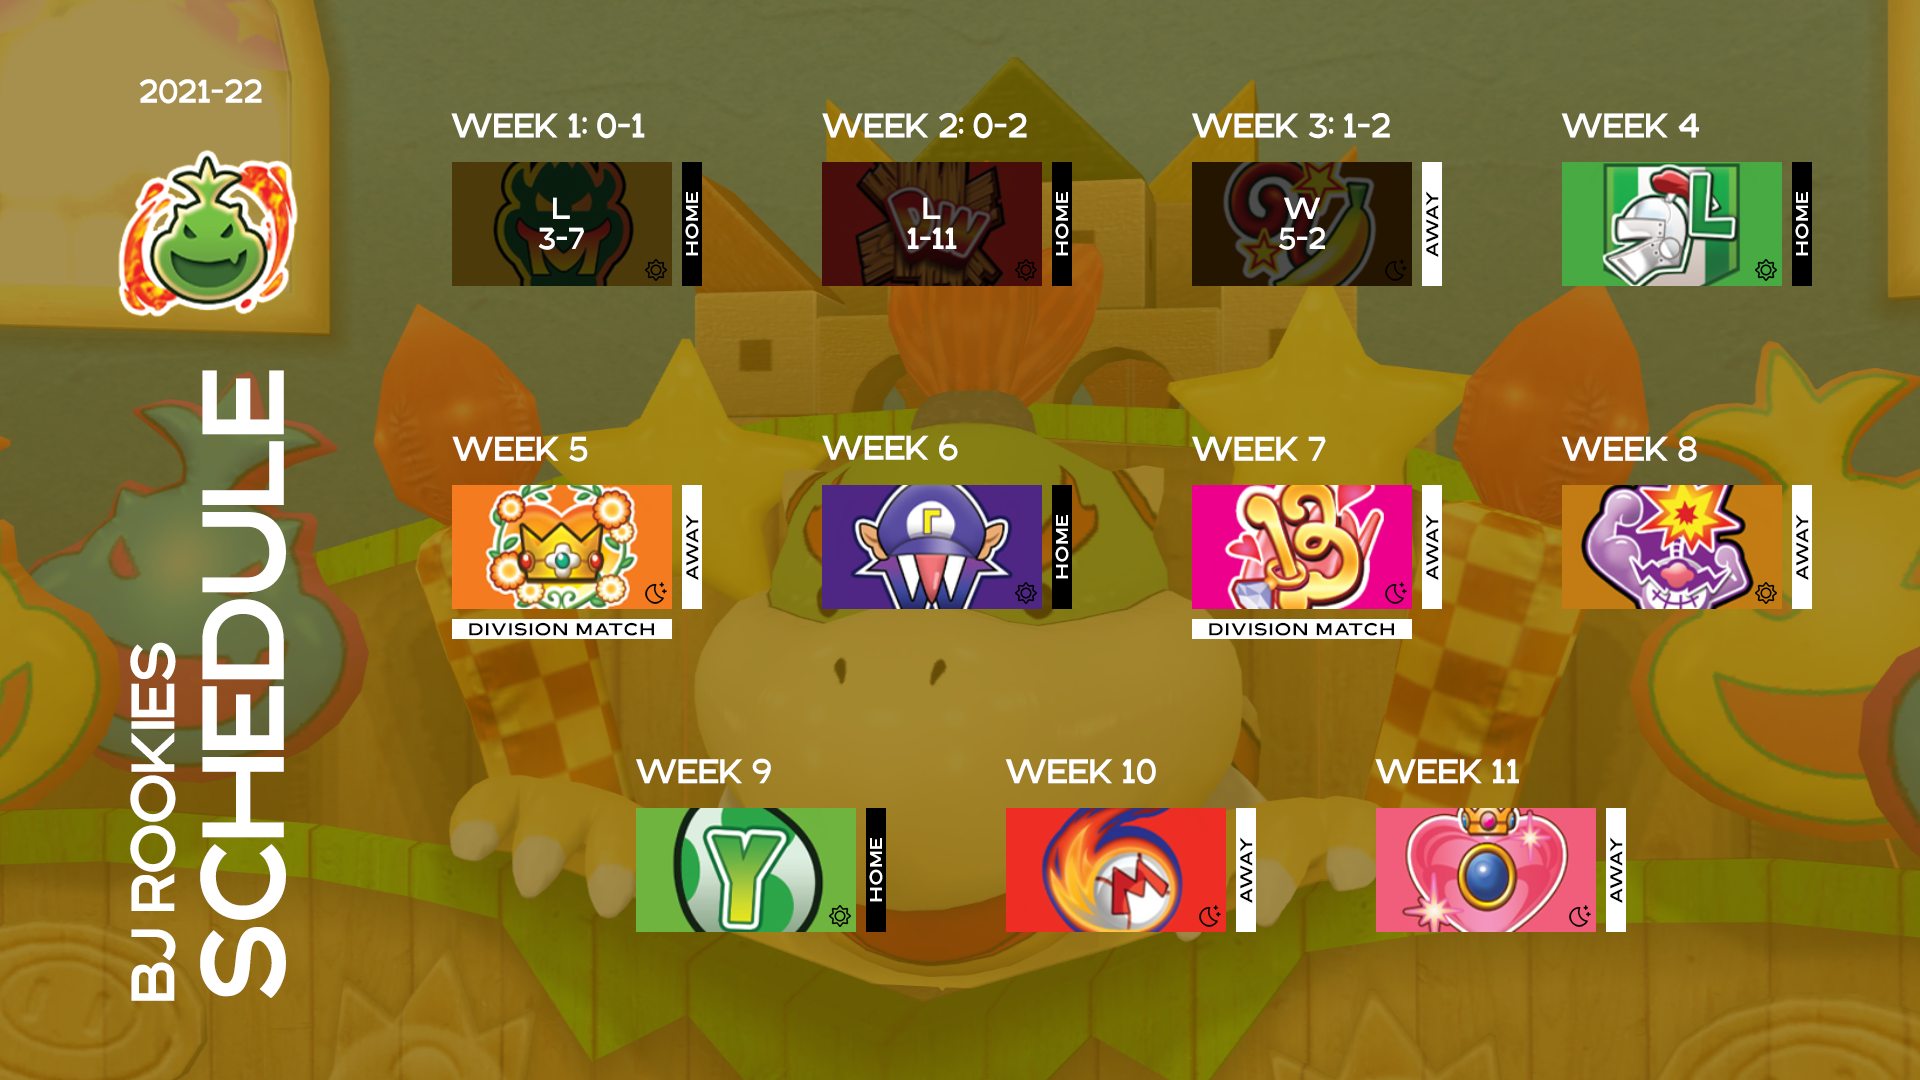 2021-22
BJ ROOKIES
SCHEDULE
WEEK 1: 0-1
L
3-7
HOME
WEEK 2: 0-2
DW
L
1-11
HOME
WEEK 3: 1-2
W
5-2
AWAY
WEEK 4
L
HOME
WEEK 5
AWAY
DIVISION MATCH
WEEK 6
Γ
W
HOME
WEEK 7
B
AWAY
DIVISION MATCH
WEEK 8
AWAY
WEEK 9
Y
HOME
WEEK 10
M
AWAY
WEEK 11
AWAY